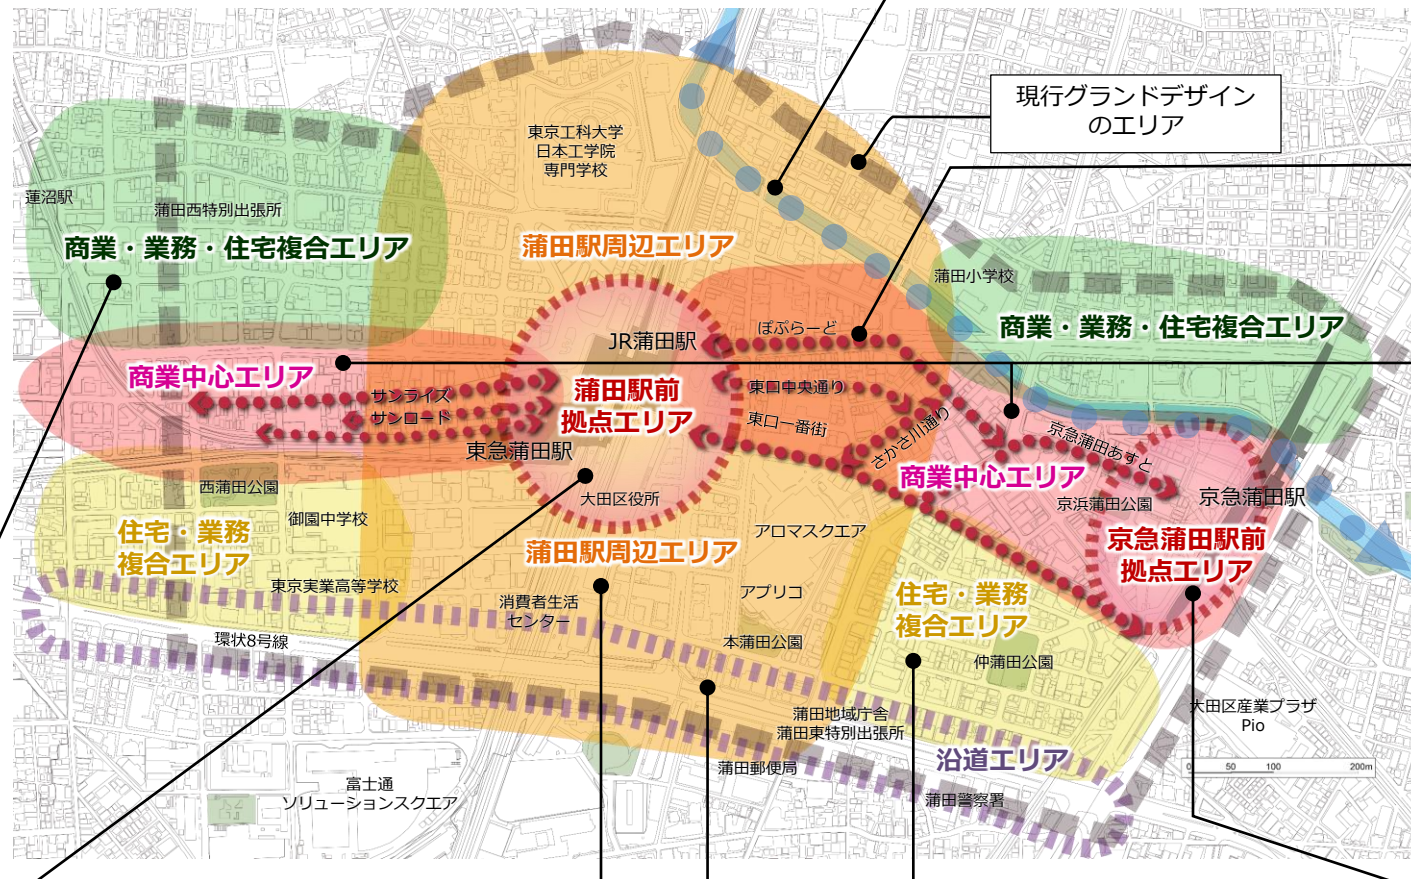 現行グランドデザイン
のエリア
東京工科大学
日本工学院
専門学校
蓮沼駅
蒲田西特別出張所
商業・業務・住宅複合エリア
蒲田駅周辺エリア
蒲田小学校
商業・業務・住宅複合エリア
ぽぷらーど
JR蒲田駅
商業中心エリア
サンライズ
サンロード
蒲田駅前
拠点エリア
東口中央通り
東口一番街
さかさ川通り
京急蒲田あすと
東急蒲田駅
商業中心エリア
西蒲田公園
大田区役所
京浜蒲田公園
京急蒲田駅
御園中学校
住宅・業務
複合エリア
アロマスクエア
蒲田駅周辺エリア
京急蒲田駅前
拠点エリア
東京実業高等学校
消費者生活
センター
アプリコ
住宅・業務
複合エリア
環状8号線
本蒲田公園
仲蒲田公園
蒲田地域庁舎
蒲田東特別出張所
大田区産業プラザ
Pio
沿道エリア
蒲田郵便局
0 50 100 200m
富士通
ソリューションスクエア
蒲田警察署